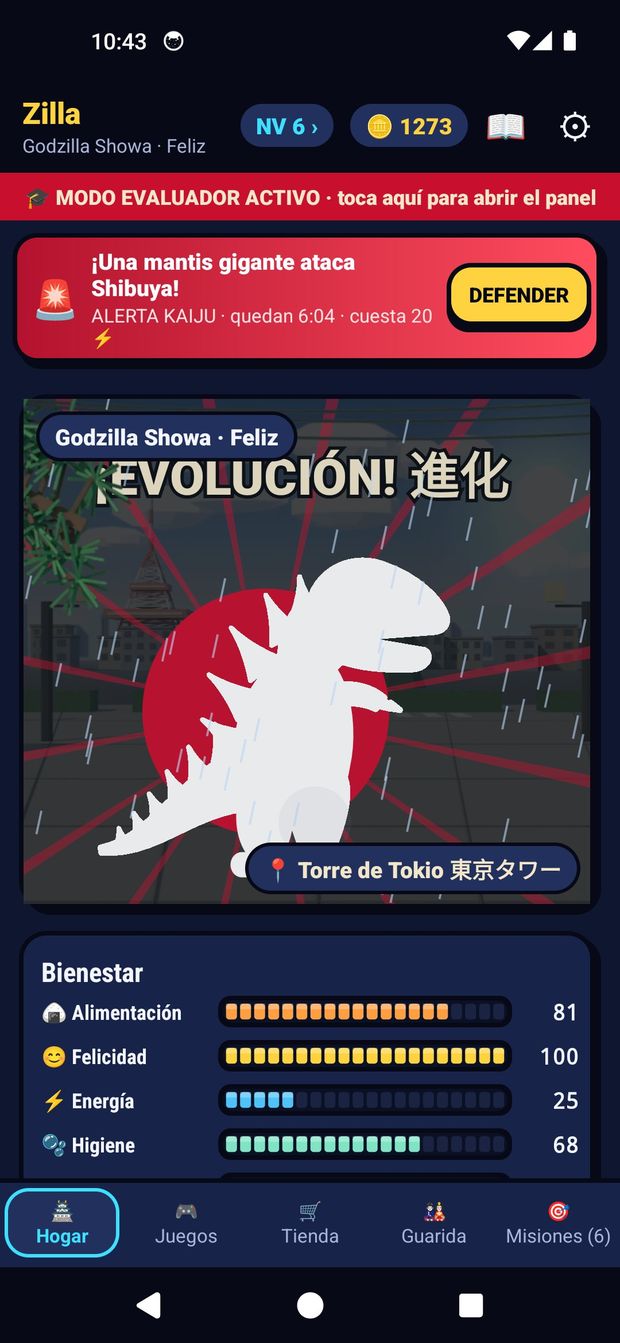 10:43
Zilla
Godzilla Showa · Feliz
NV 6 ›
1273
MODO EVALUADOR ACTIVO · toca aquí para abrir el panel
¡Una mantis gigante ataca
Shibuya!
ALERTA KAIJU · quedan 6:04 · cuesta 20
DEFENDER
Godzilla Showa · Feliz
¡EVOLUCIÓN! 進化
Torre de Tokio 東京タワー
Bienestar
Alimentación 81
Felicidad 100
Energía 25
Higiene 68
Hogar
Juegos
Tienda
Guarida
Misiones (6)